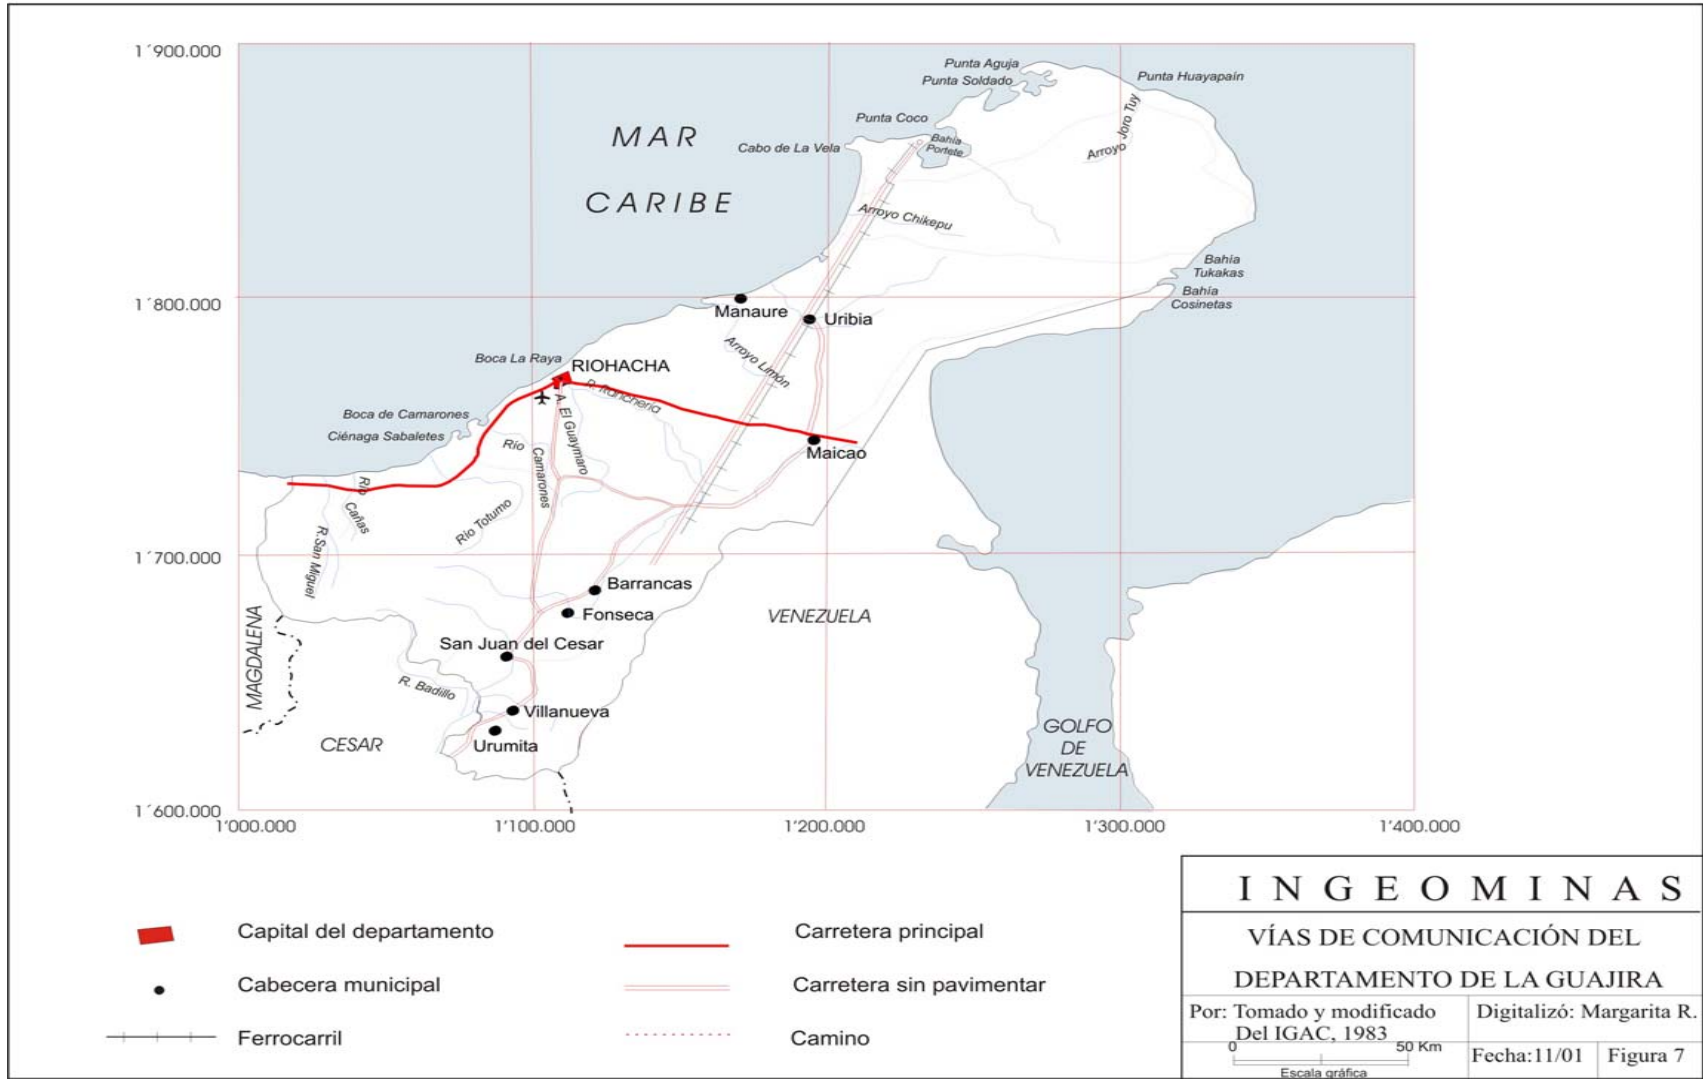 1´900.000
Punta Aguja
Punta Soldado
Punta Huayapaín
Punta Coco
MAR
CARIBE
Cabo de La Vela
Bahía
Portete
Arroyo Joro Tuy
Arroyo Chikepu
Bahía
Tukakas
Bahía
Cosinetas
1´800.000
Manaure
Uribia
Arroyo Limón
Boca La Raya
RIOHACHA
R. Ranchería
Boca de Camarones
Ciénaga Sabaletes
A. El Guaymaro
Río Camarones
Maicao
Río Cañas
Río Totumo
R. San Miguel
1´700.000
Barrancas
Fonseca
VENEZUELA
San Juan del Cesar
MAGDALENA
R. Badillo
Villanueva
Urumita
CESAR
GOLFO
DE
VENEZUELA
1´600.000
1'000.000
1'100.000
1'200.000
1'300.000
1'400.000
Capital del departamento
Cabecera municipal
Ferrocarril
Carretera principal
Carretera sin pavimentar
Camino
INGEOMINAS
VÍAS DE COMUNICACIÓN DEL
DEPARTAMENTO DE LA GUAJIRA
Por: Tomado y modificado
Del IGAC, 1983
Digitalizó: Margarita R.
0 50 Km
Escala gráfica
Fecha:11/01
Figura 7